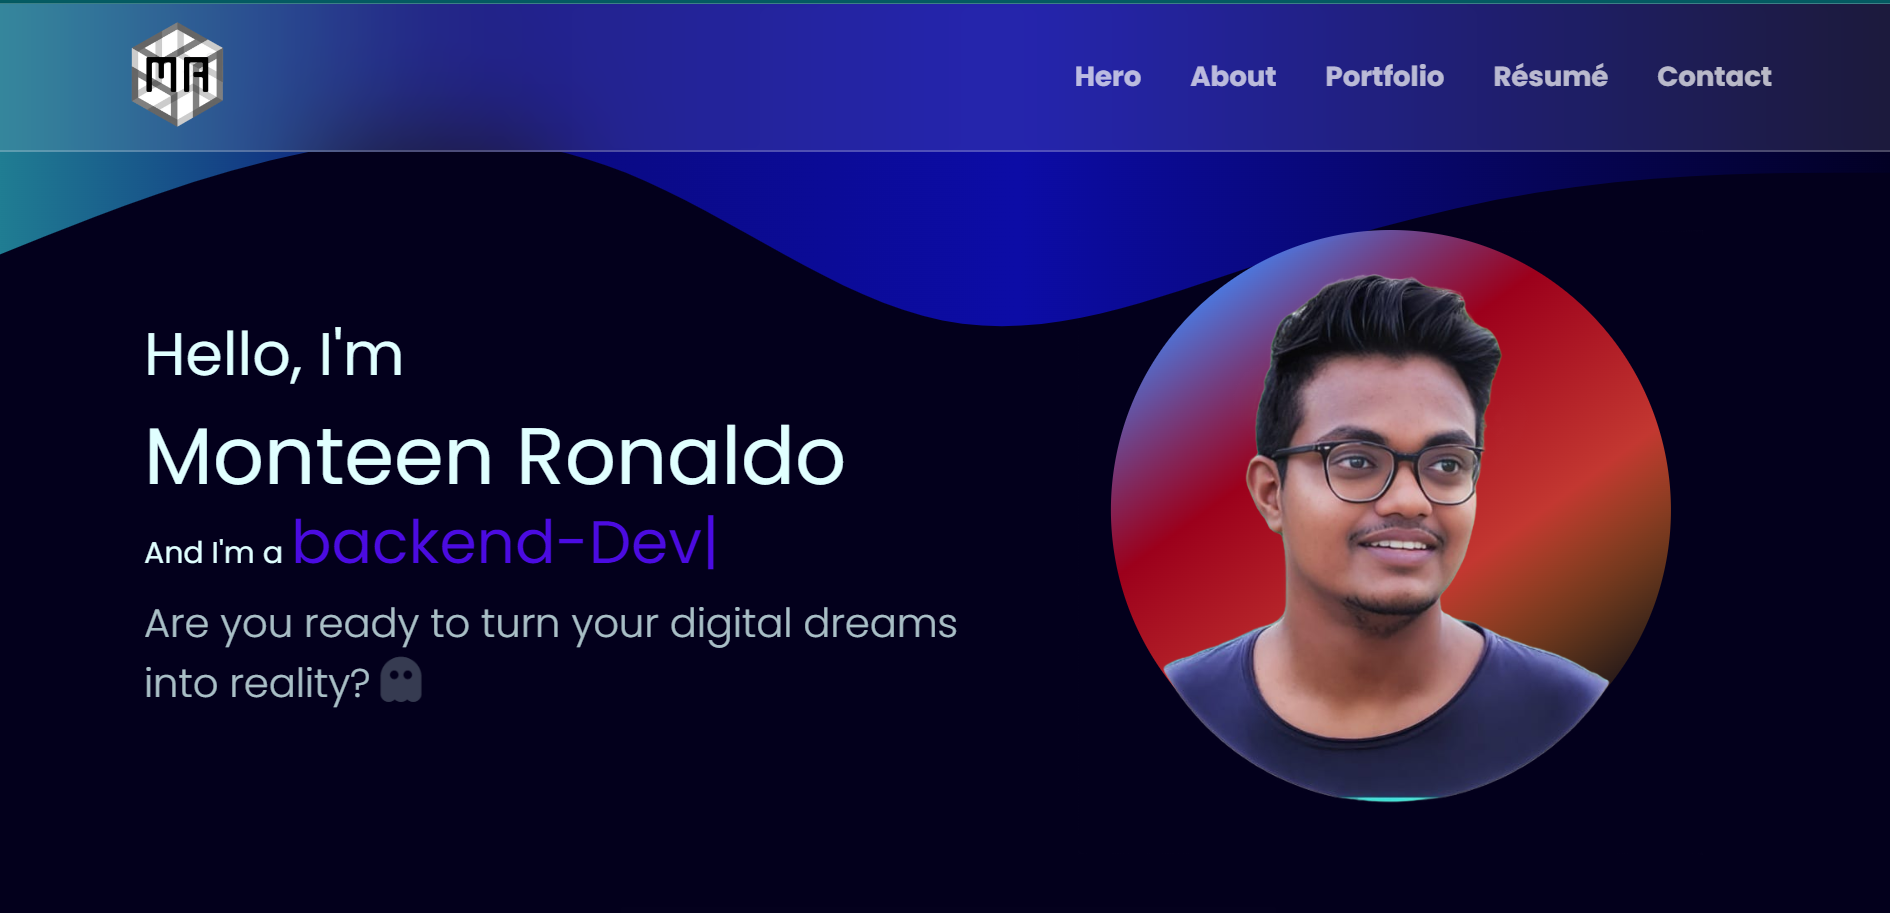 MA
Hero About Portfolio Résumé Contact
Hello, I'm
Monteen Ronaldo
And I'm a backend-Dev|
Are you ready to turn your digital dreams
into reality?